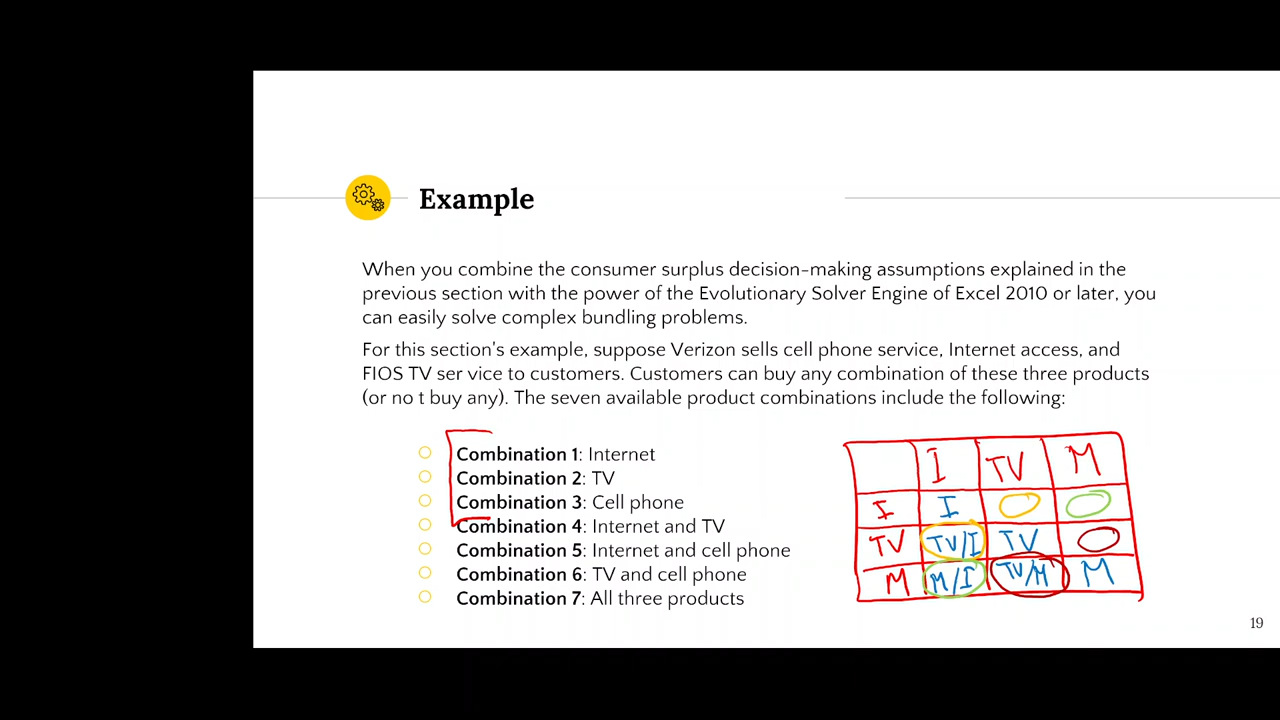 Example
When you combine the consumer surplus decision-making assumptions explained in the
previous section with the power of the Evolutionary Solver Engine of Excel 2010 or later, you
can easily solve complex bundling problems.
For this section's example, suppose Verizon sells cell phone service, Internet access, and
FIOS TV ser vice to customers. Customers can buy any combination of these three products
(or no t buy any). The seven available product combinations include the following:
Combination 1: Internet
Combination 2: TV
Combination 3: Cell phone
Combination 4: Internet and TV
Combination 5: Internet and cell phone
Combination 6: TV and cell phone
Combination 7: All three products
I TV M
I I
TV TV/I TV
M M/I TV/M M
19